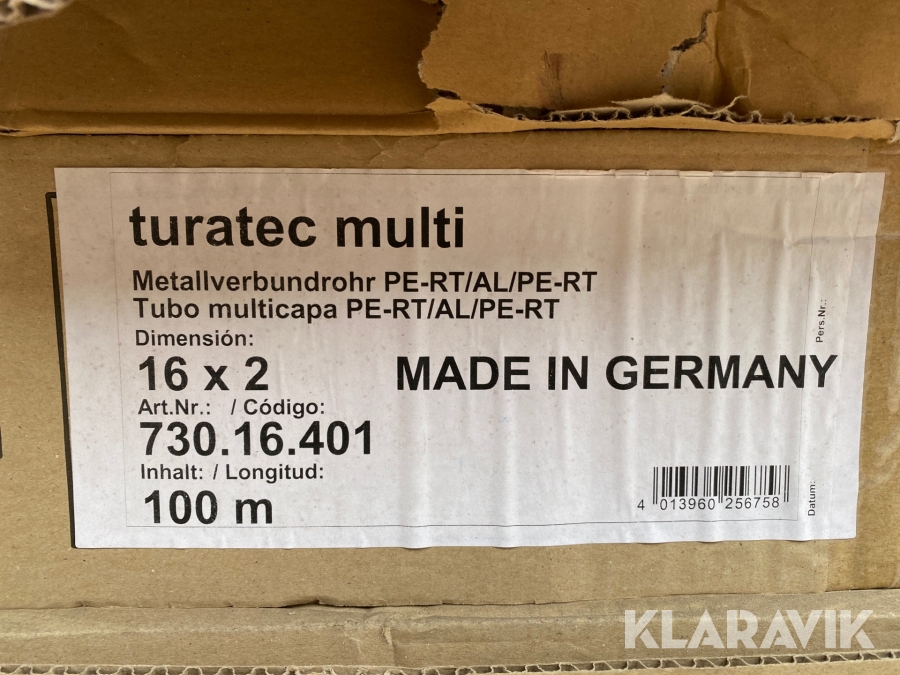 turatec multi
Metallverbundrohr PE-RT/AL/PE-RT
Tubo multicapa PE-RT/AL/PE-RT
Dimensión:
16 x 2
MADE IN GERMANY
Art.Nr.: / Código:
730.16.401
Inhalt: / Longitud:
100 m
4 013960 256758
Pers.Nr.:
Datum:
KLARAVIK